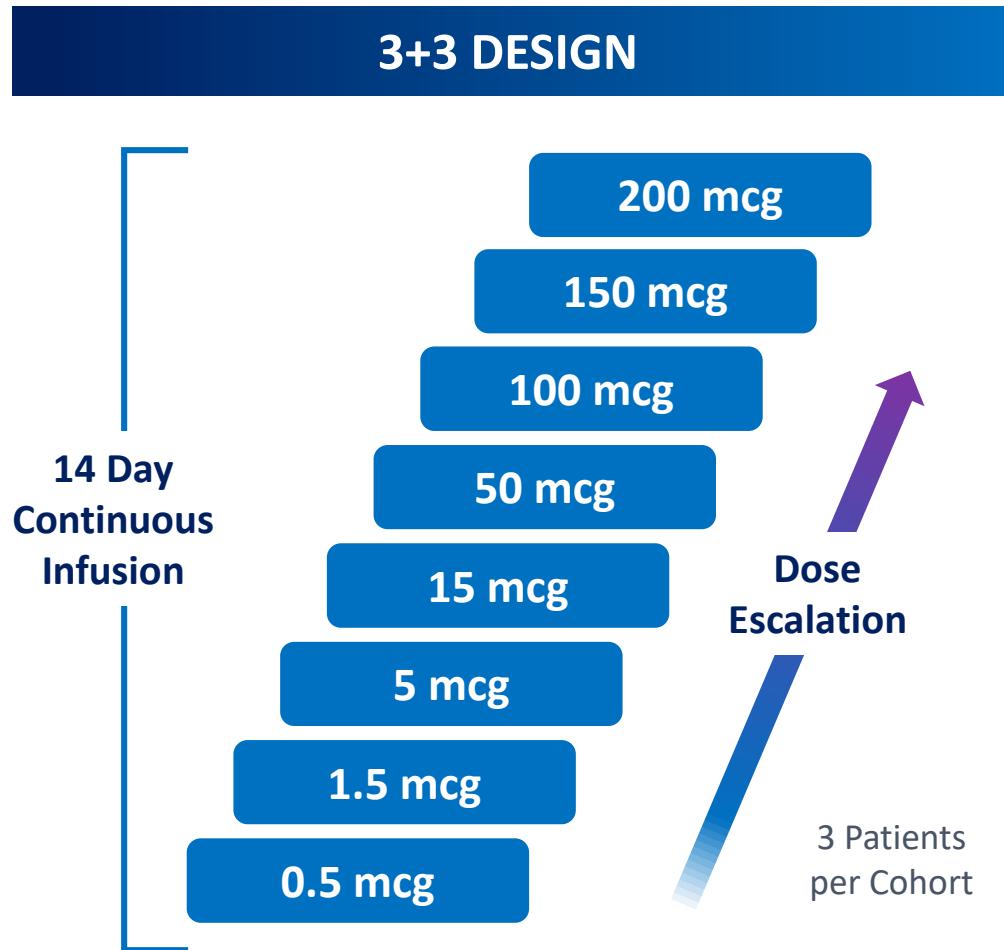 3+3 DESIGN
200 mcg
150 mcg
100 mcg
50 mcg
15 mcg
5 mcg
1.5 mcg
0.5 mcg
14 Day
Continuous
Infusion
Dose
Escalation
3 Patients
per Cohort